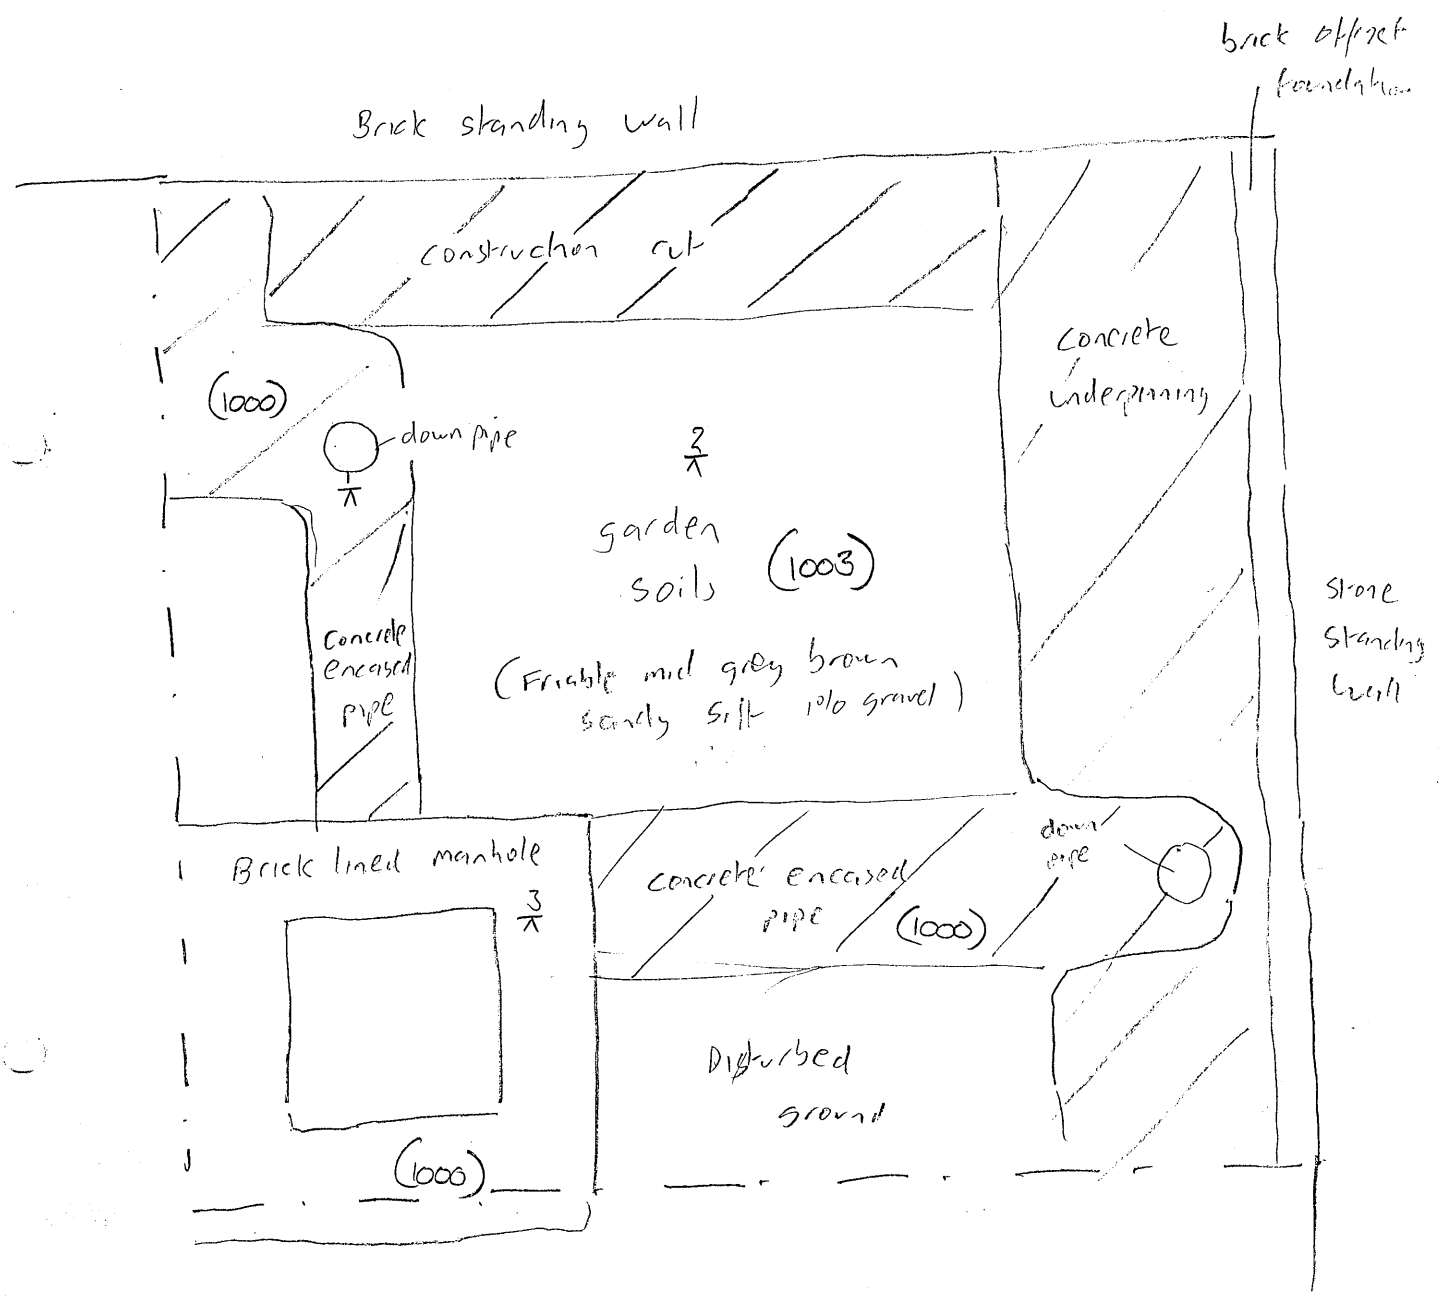 brick offset
foundation
Brick standing wall
construction cut
concrete
underpinning
(1000)
down pipe
1
2
garden
soils
(1003)
stone
standing
wall
concrete
encased
pipe
(Friable mid grey brown
sandy silt 1% gravel)
down
pipe
Brick lined manhole
3
concrete encased
pipe
(1000)
Disturbed
ground
(1000)